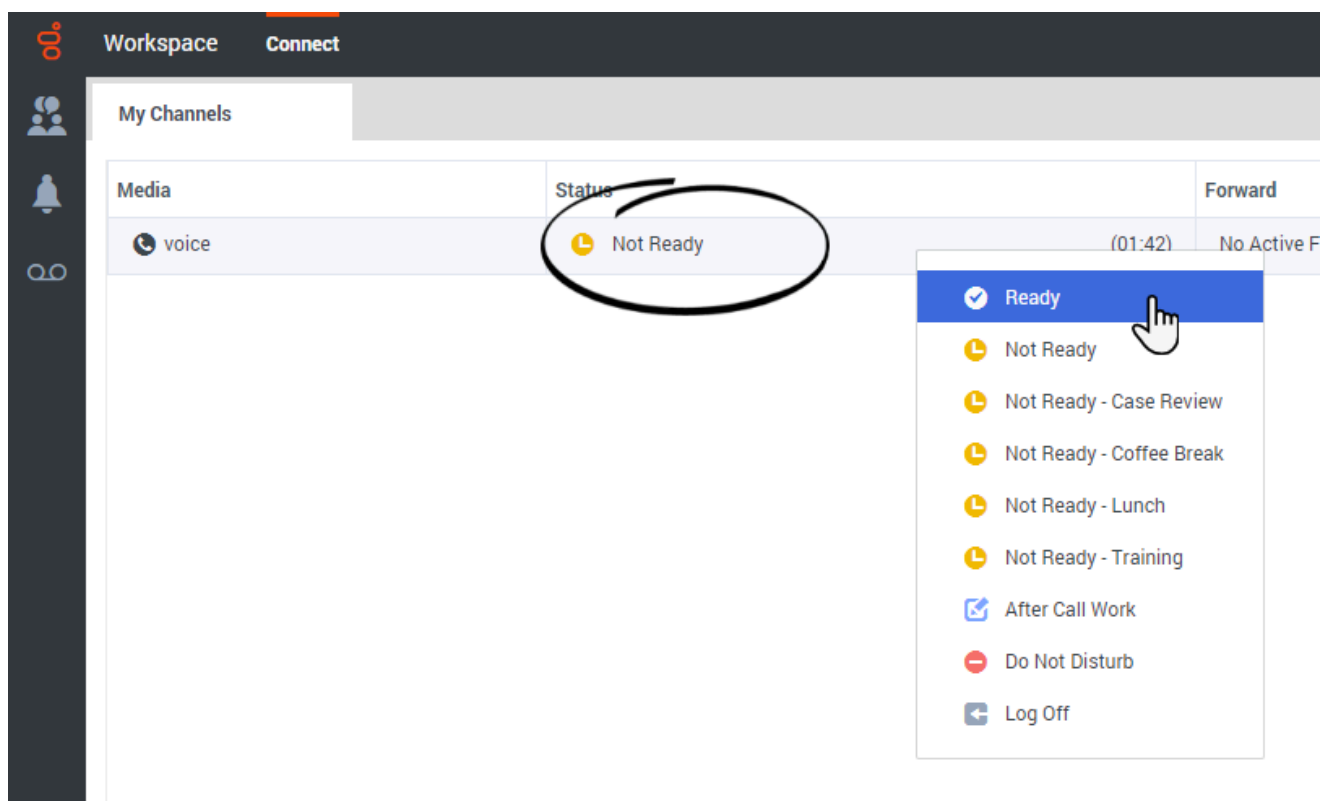 Workspace Connect
My Channels
Media Status Forward
voice Not Ready (01:42) No Active F
Ready
Not Ready
Not Ready - Case Review
Not Ready - Coffee Break
Not Ready - Lunch
Not Ready - Training
After Call Work
Do Not Disturb
Log Off